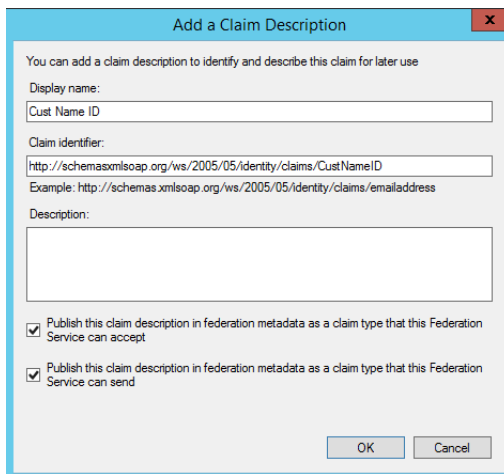 Add a Claim Description
x
You can add a claim description to identify and describe this claim for later use
Display name:
Cust Name ID
Claim identifier:
http://schemasxmlsoap.org/ws/2005/05/identity/claims/CustNameID
Example: http://schemas.xmlsoap.org/ws/2005/05/identity/claims/emailaddress
Description:
Publish this claim description in federation metadata as a claim type that this Federation
Service can accept
Publish this claim description in federation metadata as a claim type that this Federation
Service can send
OK
Cancel